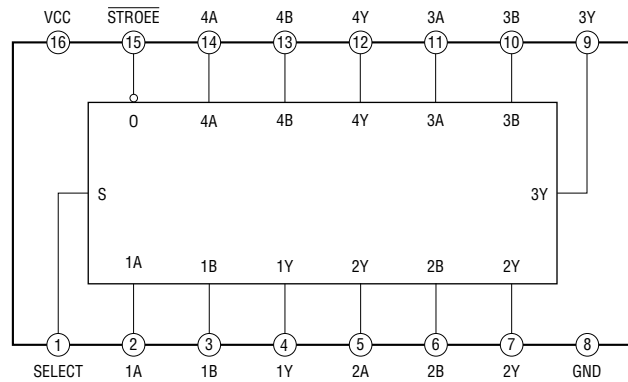 VCC STROEE 4A 4B 4Y 3A 3B 3Y
16 15 14 13 12 11 10 9
O 4A 4B 4Y 3A 3B
S 3Y
1A 1B 1Y 2Y 2B 2Y
1 2 3 4 5 6 7 8
SELECT 1A 1B 1Y 2A 2B 2Y GND